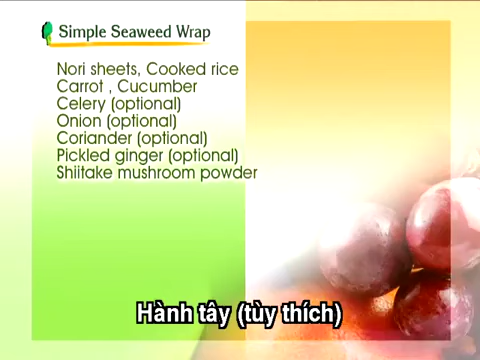 Simple Seaweed Wrap
Nori sheets, Cooked rice
Carrot , Cucumber
Celery (optional)
Onion (optional)
Coriander (optional)
Pickled ginger (optional)
Shiitake mushroom powder
Hành tây (tùy thích)